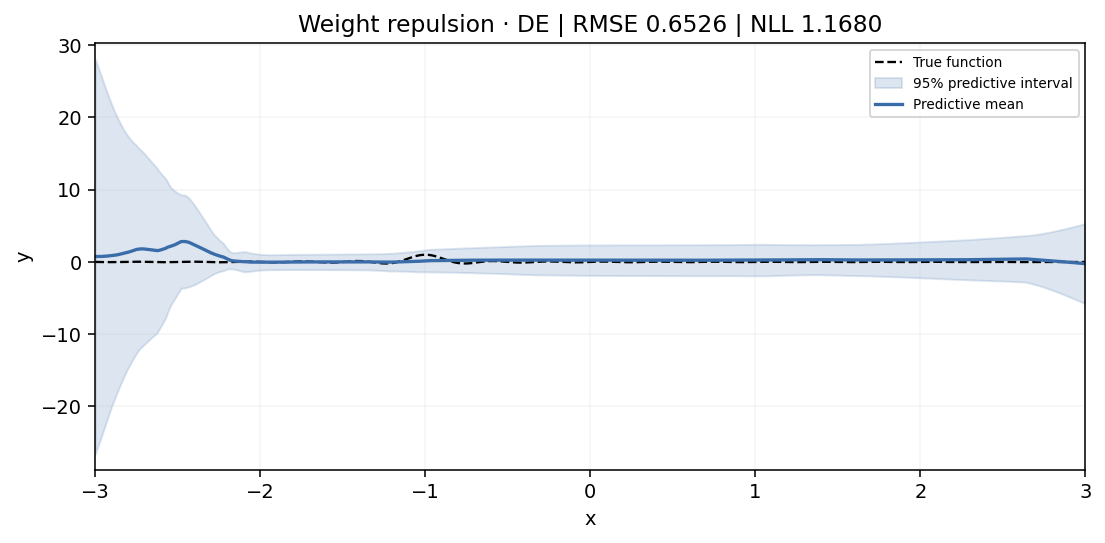 Weight repulsion · DE | RMSE 0.6526 | NLL 1.1680
True function
95% predictive interval
Predictive mean
30
20
10
0
−10
−20
y
−3
−2
−1
0
1
2
3
x